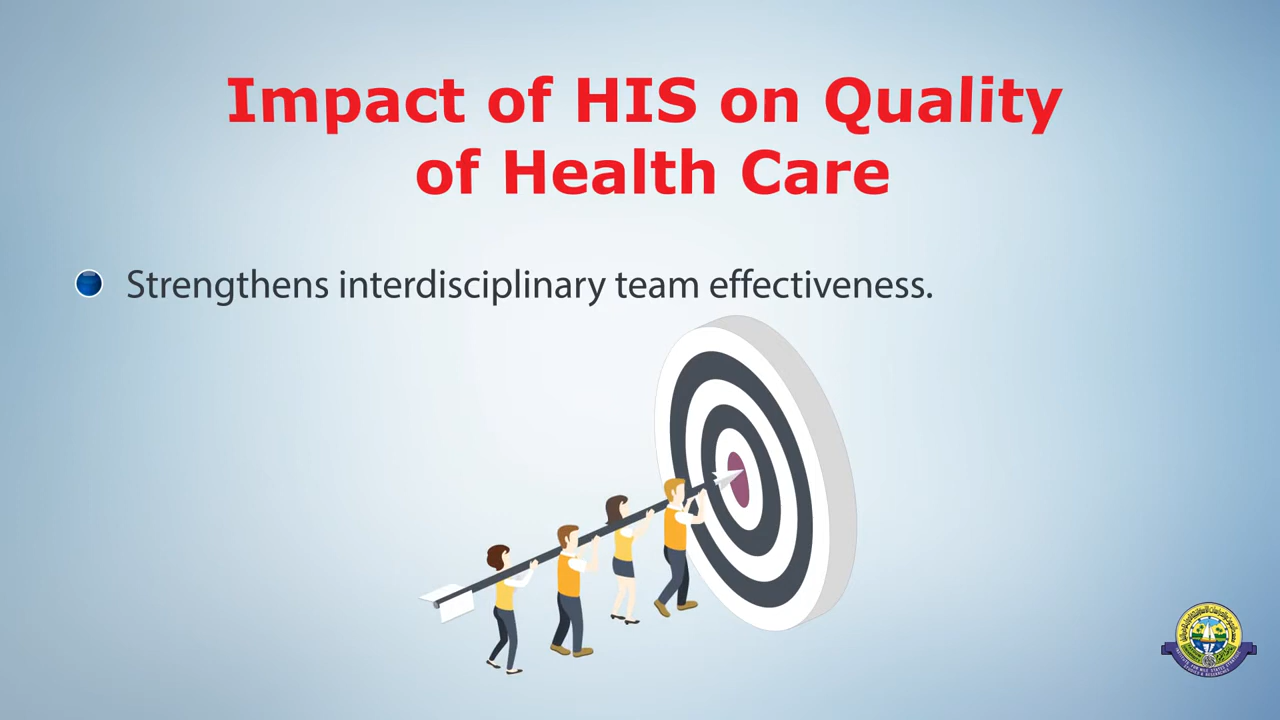 Impact of HIS on Quality
of Health Care
Strengthens interdisciplinary team effectiveness.